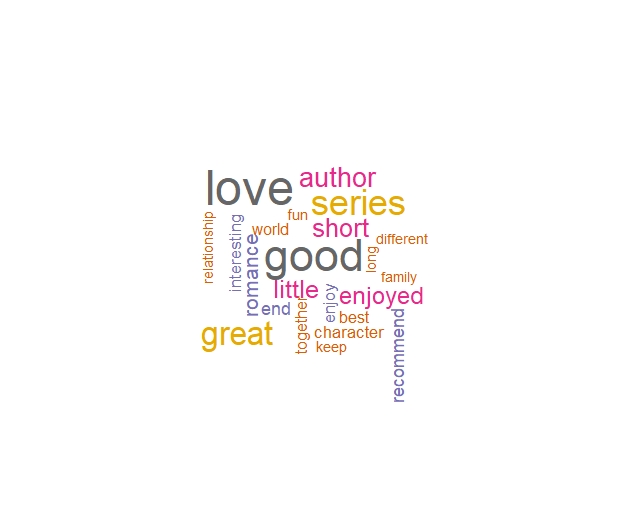 love
author
series
fun
relationship
interesting
world
short
romance
good
long
different
family
little
enjoyed
end
enjoy
together
best
great
character
keep
recommend